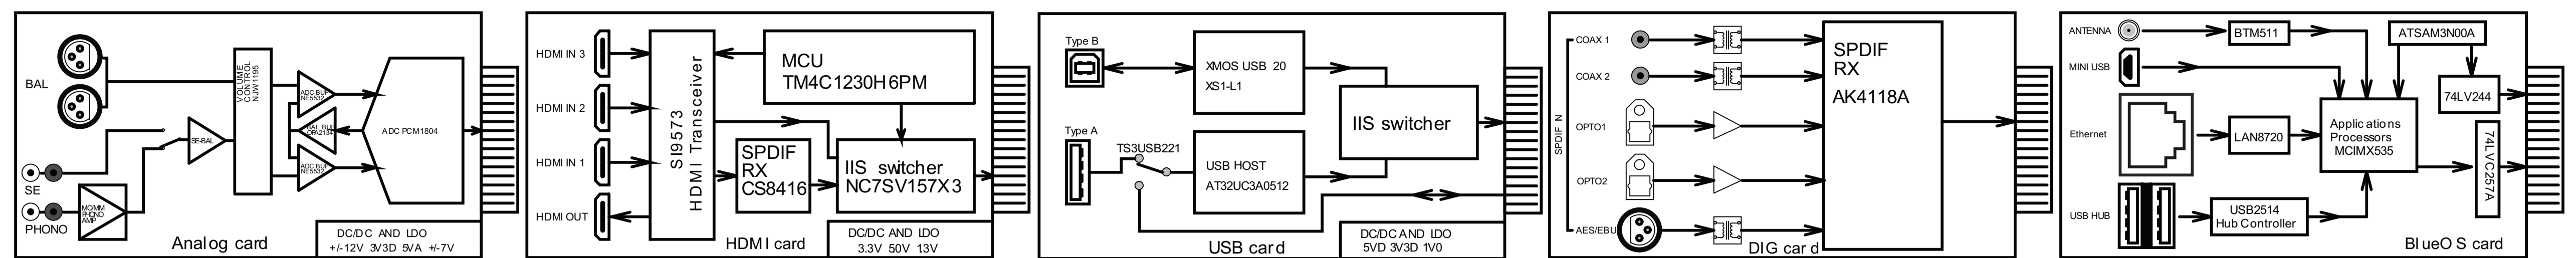 BAL
SE
PHONO
MC/MM
PHONO
AMP
SE-BAL
VOLUME
CONTROL
NJW1195
ADC BUF
NE5532
BAL BUF
OPA2134
ADC BUF
NE5532
ADC PCM1804
Analog card
DC/DC AND LDO
+/-12V 3V3D 5VA +/-7V
HDMI IN 3
HDMI IN 2
HDMI IN 1
HDMI OUT
SI9573
HDMI Transceiver
MCU
TM4C1230H6PM
SPDIF
RX
CS8416
IIS switcher
NC7SV157X3
HDMI card
DC/DC AND LDO
3.3V 5.0V 1.3V
Type B
Type A
TS3USB221
XMOS USB 20
XS1-L1
USB HOST
AT32UC3A0512
IIS switcher
USB card
DC/DC AND LDO
5VD 3V3D 1V0
SPDIF IN
COAX 1
COAX 2
OPTO1
OPTO2
AES/EBU
SPDIF
RX
AK4118A
DIG card
ANTENNA
MINI USB
Ethernet
USB HUB
BTM511
LAN8720
USB2514
Hub Controller
ATSAM3N00A
74LV244
Applications
Processors
MCIMX535
74LVC257A
BlueOS card